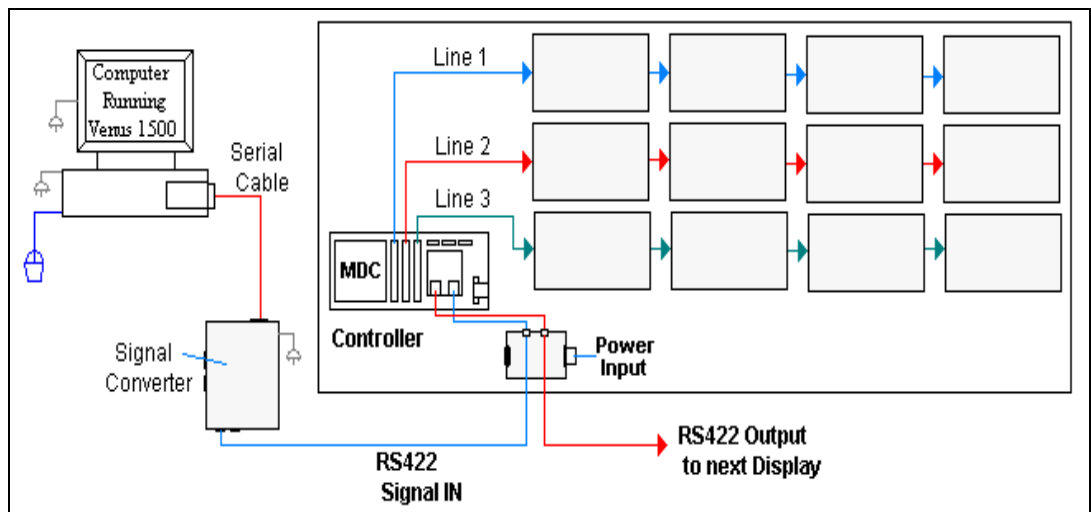 Computer
Running
Venus 1500
Serial
Cable
Signal
Converter
Line 1
Line 2
Line 3
MDC
Controller
Power
Input
RS422
Signal IN
RS422 Output
to next Display